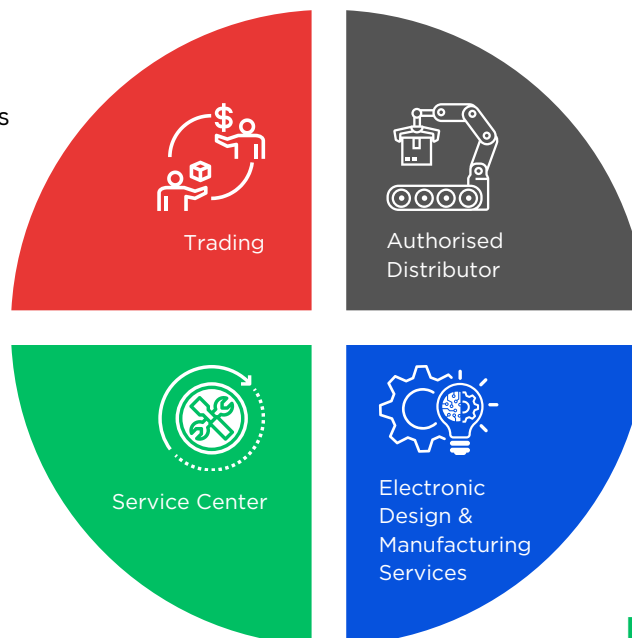 s
Trading
Authorised
Distributor
Service Center
Electronic
Design &
Manufacturing
Services